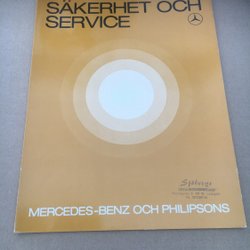 SÄKERHET OCH
SERVICE
MERCEDES-BENZ OCH PHILIPSONS